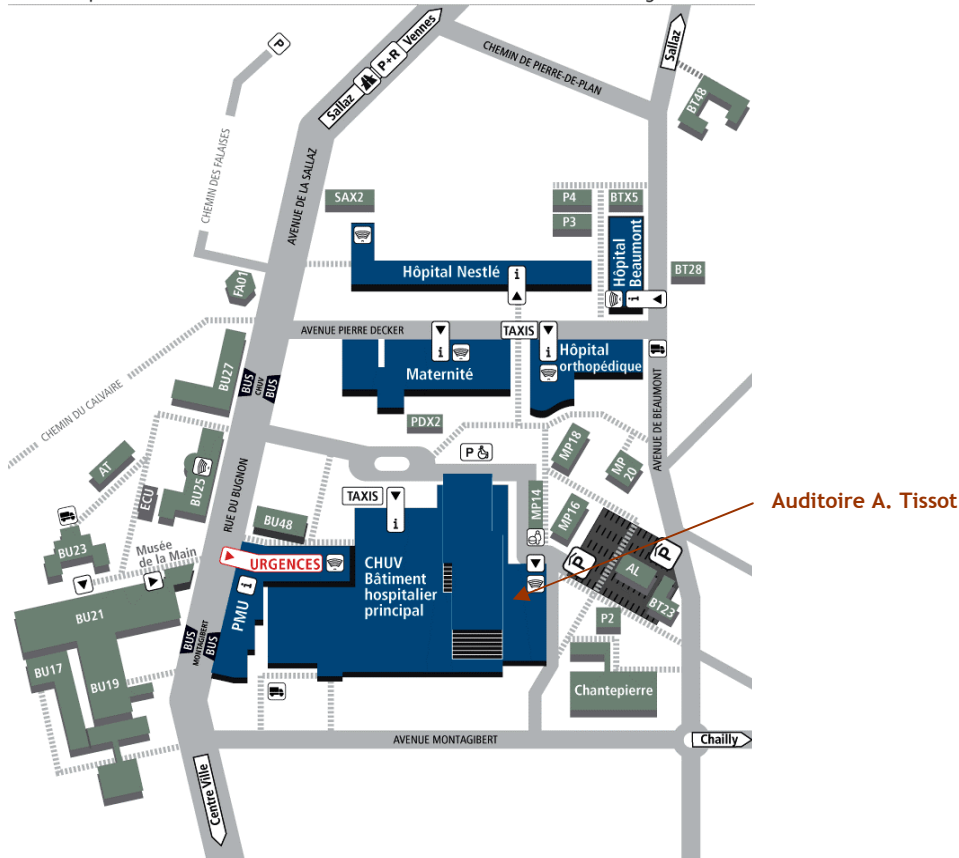 P
Sallaz
P+R
Vennes
Sallaz
CHEMIN DE PIERRE-DE-PLAN
BT48
CHEMIN DES FALAISES
AVENUE DE LA SALLAZ
SAX2
P4
BTX5
P3
Hôpital
Beaumont
Hôpital Nestlé
i
BT28
i
FA01
AVENUE PIERRE DECKER
TAXIS
i
i
Maternité
Hôpital
orthopédique
BU27
BUS
CHUV
BUS
CHEMIN DU CALVAIRE
AVENUE DE BEAUMONT
PDX2
MP18
MP
20
P
AT
ECU
BU25
RUE DU BUGNON
TAXIS
i
MP14
MP16
BU48
Auditoire A. Tissot
BU23
Musée
de la Main
URGENCES
CHUV
Bâtiment
hospitalier
principal
P
P
AL
BT23
PMU
i
BU21
P2
BUS
MONTAGIBERT
BUS
BU17
BU19
Chantepierre
AVENUE MONTAGIBERT
Chailly
Centre Ville